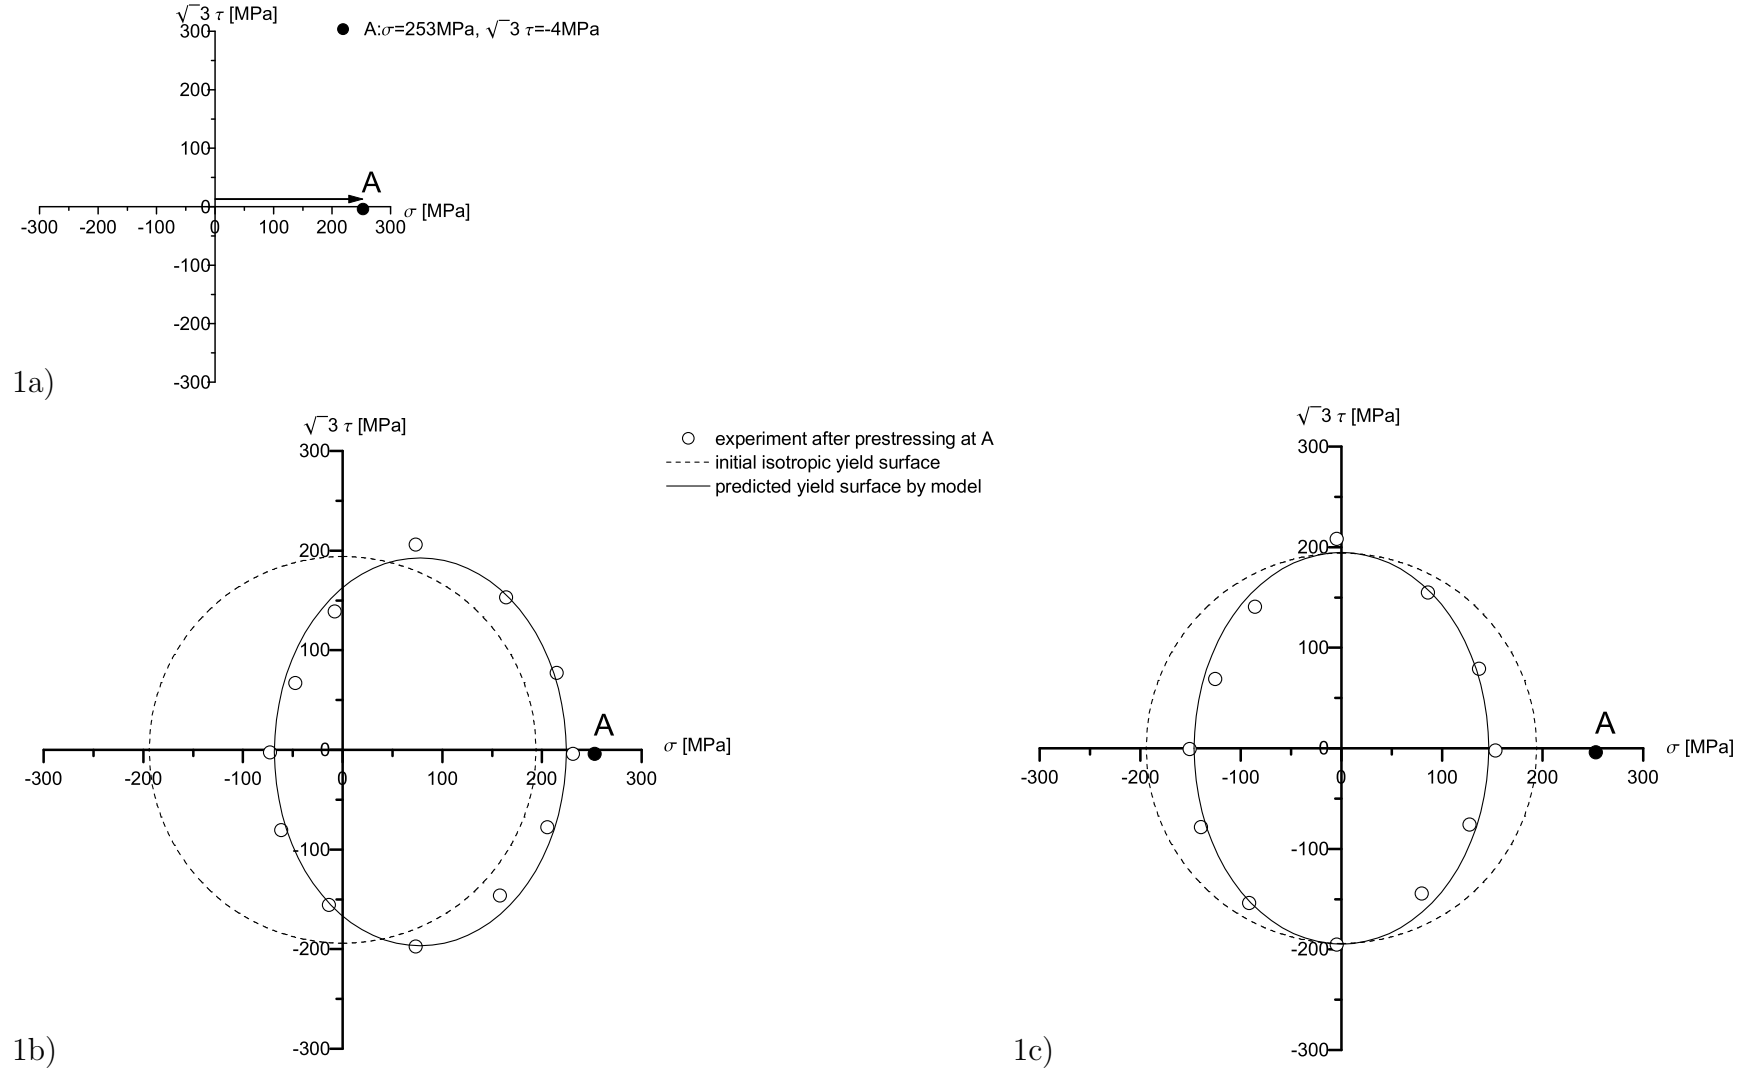 √3 τ [MPa]
A:σ=253MPa, √3 τ=-4MPa
300
200
100
A
0
σ [MPa]
-300 -200 -100 0 100 200 300
-100
-200
-300
1a)
√3 τ [MPa]
300
200
100
0
A
σ [MPa]
-300 -200 -100 0 100 200 300
-100
-200
-300
1b)
experiment after prestressing at A
initial isotropic yield surface
predicted yield surface by model
√3 τ [MPa]
300
200
100
0
A
σ [MPa]
-300 -200 -100 0 100 200 300
-100
-200
-300
1c)